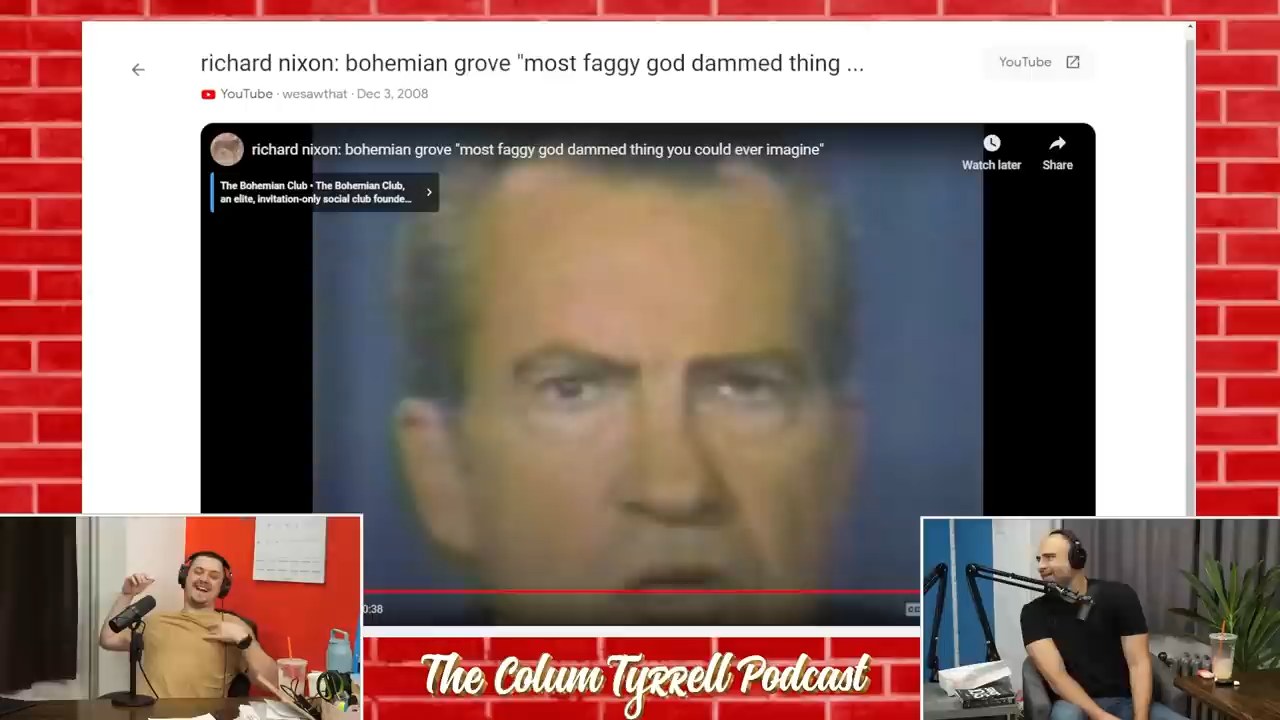 richard nixon: bohemian grove "most faggy god dammed thing ...
YouTube
YouTube · wesawthat · Dec 3, 2008
richard nixon: bohemian grove "most faggy god dammed thing you could ever imagine"
Watch later
Share
The Bohemian Club • The Bohemian Club,
an elite, invitation-only social club founde...
0:38
CC
The Colum Tyrrell Podcast